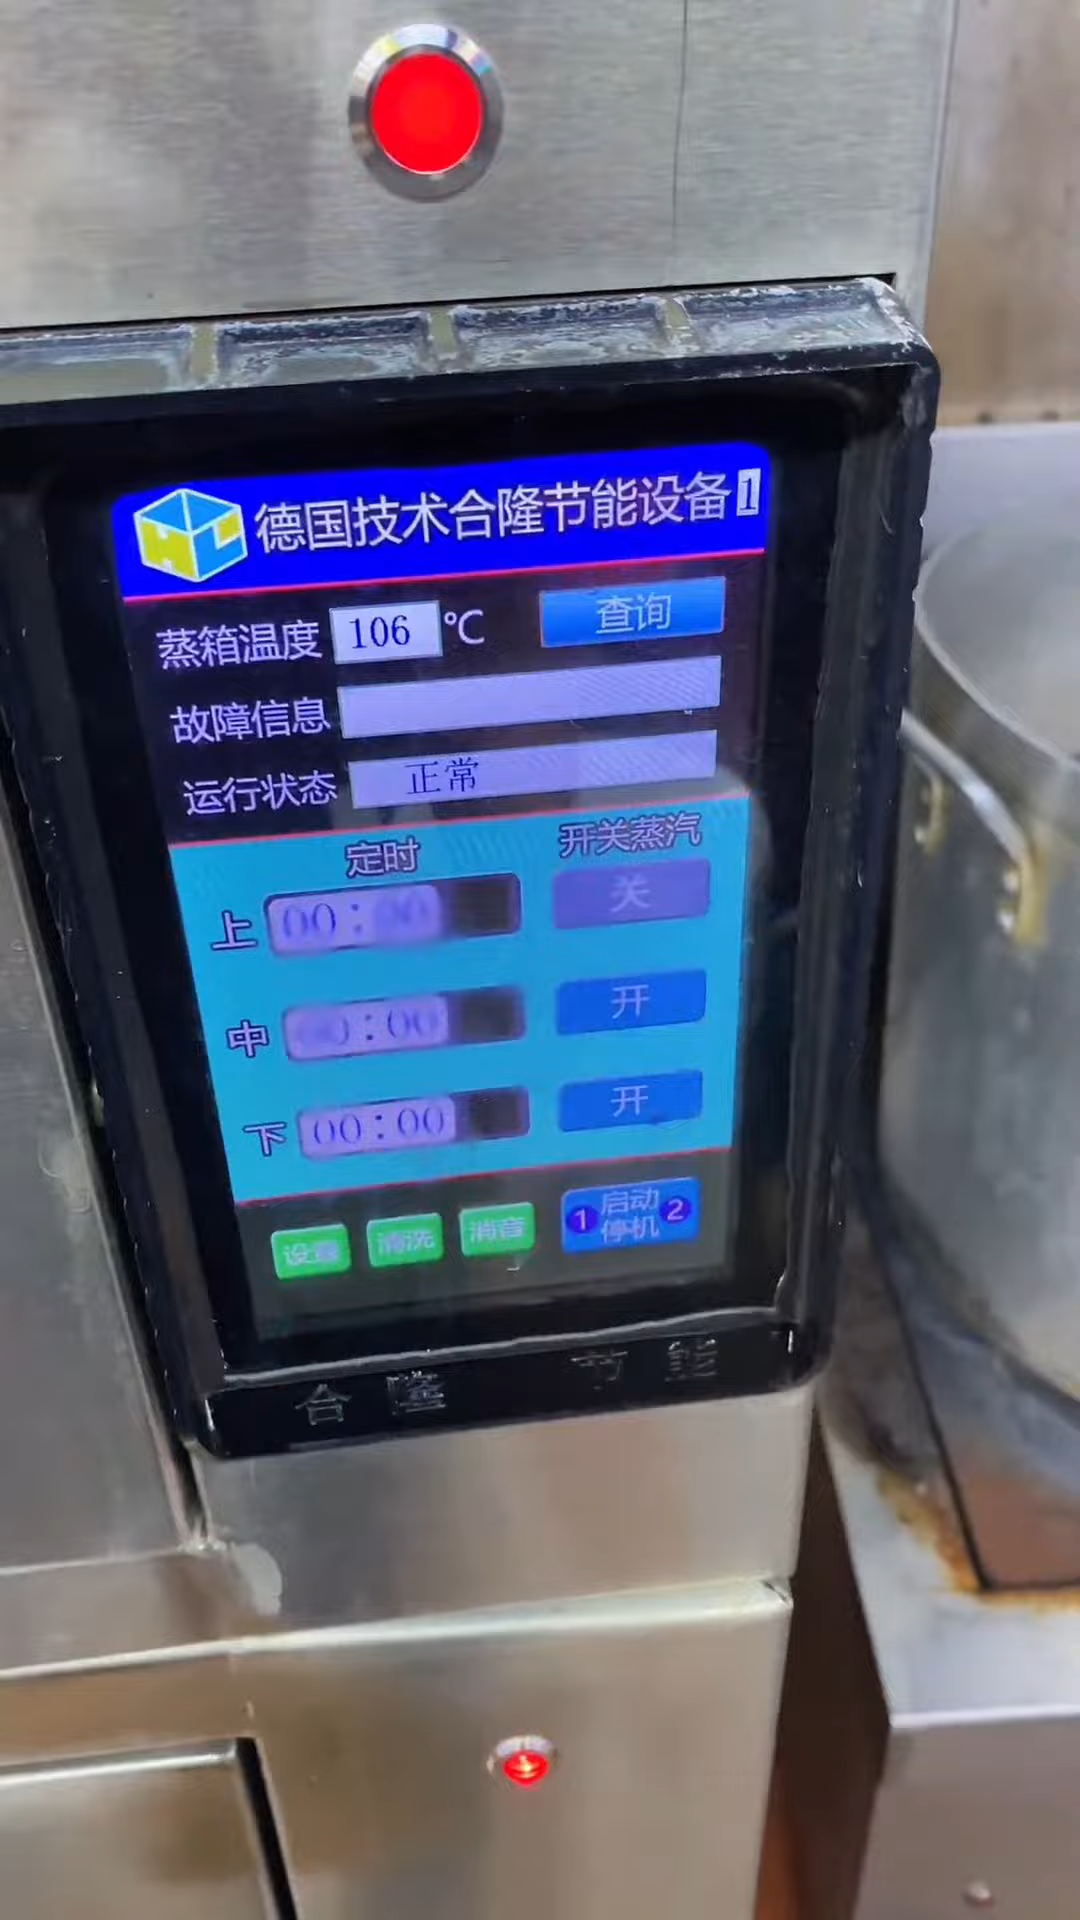 HL 德国技术合隆节能设备 1
蒸箱温度 106 ℃ 查询
故障信息
运行状态 正常
定时 开关蒸汽
上 00: 关
中 :00 开
下 00:00 开
设置 清洗 消音 1 启动 停机 2
合隆 节能